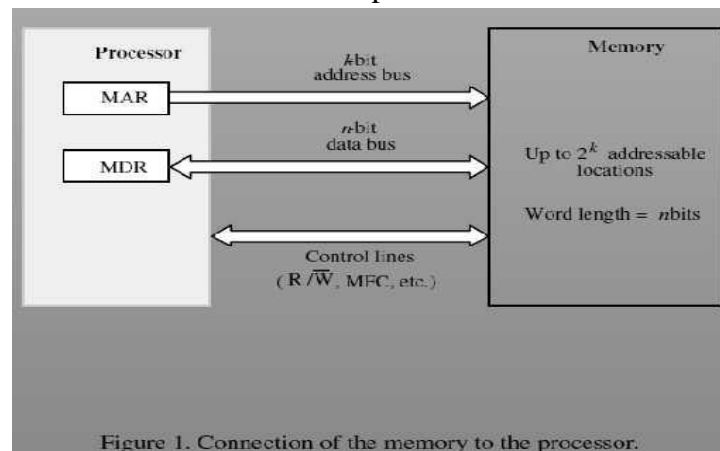 Processor
MAR
MDR
k-bit
address bus
n-bit
data bus
Control lines
( R / W̅, MFC, etc.)
Memory
Up to 2ᵏ addressable
locations
Word length = n bits
Figure 1. Connection of the memory to the processor.